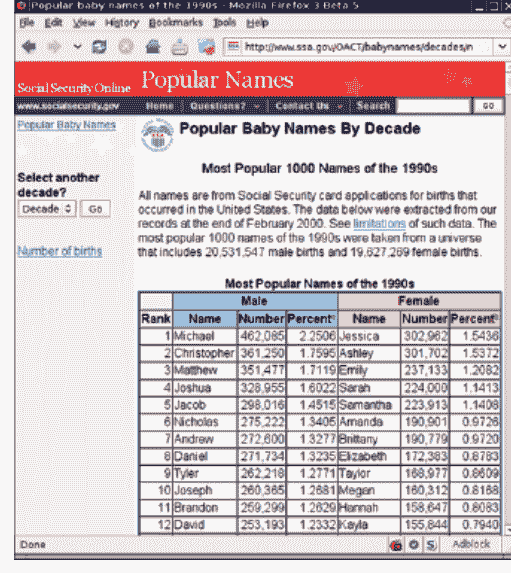 Popular baby names of the 1990s - Mozilla Firefox 3 Beta 5
File Edit View History Bookmarks Tools Help
http://www.ssa.gov/OACT/babynames/decades/n
Social Security Online Popular Names
www.socialsecurity.gov Home Questions? Contact Us Search GO
Popular Baby Names
Popular Baby Names By Decade
Select another
decade?
Decade Go
Number of births
Most Popular 1000 Names of the 1990s
All names are from Social Security card applications for births that
occurred in the United States. The data below were extracted from our
records at the end of February 2000. See limitations of such data. The
most popular 1000 names of the 1990s were taken from a universe
that includes 20,531,547 male births and 19,627,269 female births.
Most Popular Names of the 1990s
Male Female
Rank Name Number Percent Name Number Percent
1 Michael 462,085 2.2506 Jessica 302,962 1.5436
2 Christopher 361,250 1.7595 Ashley 301,702 1.5372
3 Matthew 351,477 1.7119 Emily 237,133 1.2082
4 Joshua 328,955 1.6022 Sarah 224,000 1.1413
5 Jacob 298,016 1.4515 Samantha 223,913 1.1408
6 Nicholas 275,222 1.3405 Amanda 190,901 0.9726
7 Andrew 272,600 1.3277 Brittany 190,779 0.9720
8 Daniel 271,734 1.3235 Elizabeth 172,383 0.8783
9 Tyler 262,218 1.2771 Taylor 168,977 0.8609
10 Joseph 260,365 1.2681 Megan 160,312 0.8168
11 Brandon 259,299 1.2629 Hannah 158,647 0.8083
12 David 253,193 1.2332 Kayla 155,844 0.7940
Done Adblock